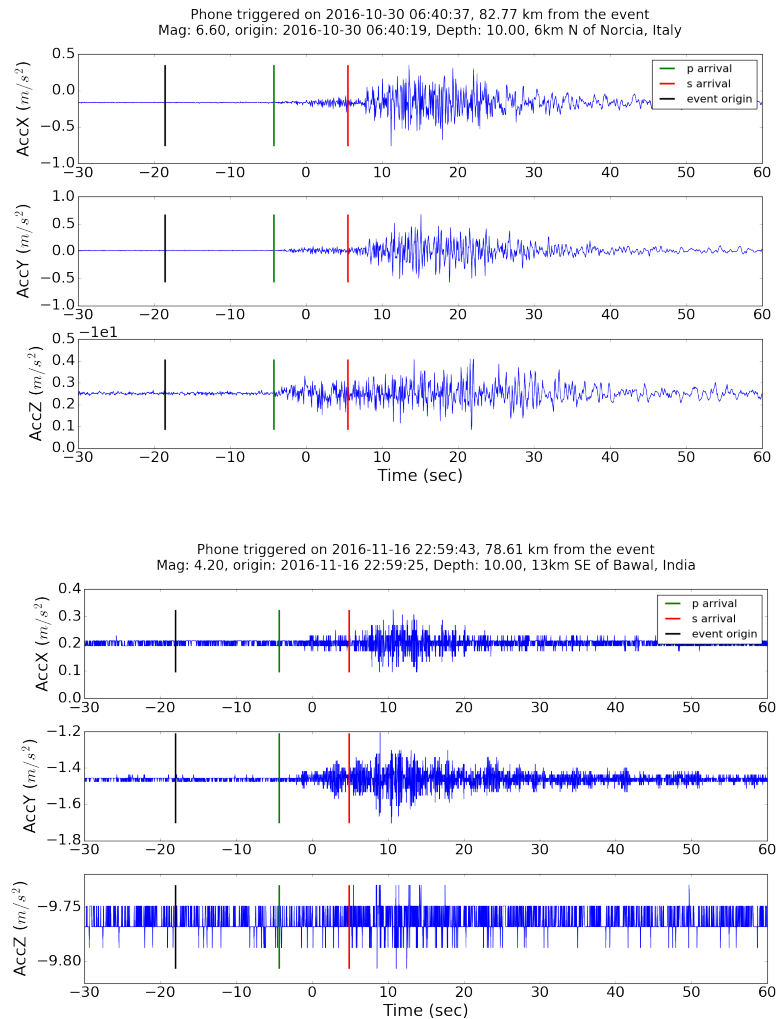 Phone triggered on 2016-10-30 06:40:37, 82.77 km from the event
Mag: 6.60, origin: 2016-10-30 06:40:19, Depth: 10.00, 6km N of Norcia, Italy
AccX (m/s²)
0.5
0.0
−0.5
−1.0
p arrival
s arrival
event origin
−30 −20 −10 0 10 20 30 40 50 60
AccY (m/s²)
1.0
0.5
0.0
−0.5
−1.0
−30 −20 −10 0 10 20 30 40 50 60
−1e1
AccZ (m/s²)
0.5
0.4
0.3
0.2
0.1
0.0
−30 −20 −10 0 10 20 30 40 50 60
Time (sec)
Phone triggered on 2016-11-16 22:59:43, 78.61 km from the event
Mag: 4.20, origin: 2016-11-16 22:59:25, Depth: 10.00, 13km SE of Bawal, India
AccX (m/s²)
0.4
0.3
0.2
0.1
0.0
p arrival
s arrival
event origin
−30 −20 −10 0 10 20 30 40 50 60
AccY (m/s²)
−1.2
−1.4
−1.6
−1.8
−30 −20 −10 0 10 20 30 40 50 60
AccZ (m/s²)
−9.75
−9.80
−30 −20 −10 0 10 20 30 40 50 60
Time (sec)